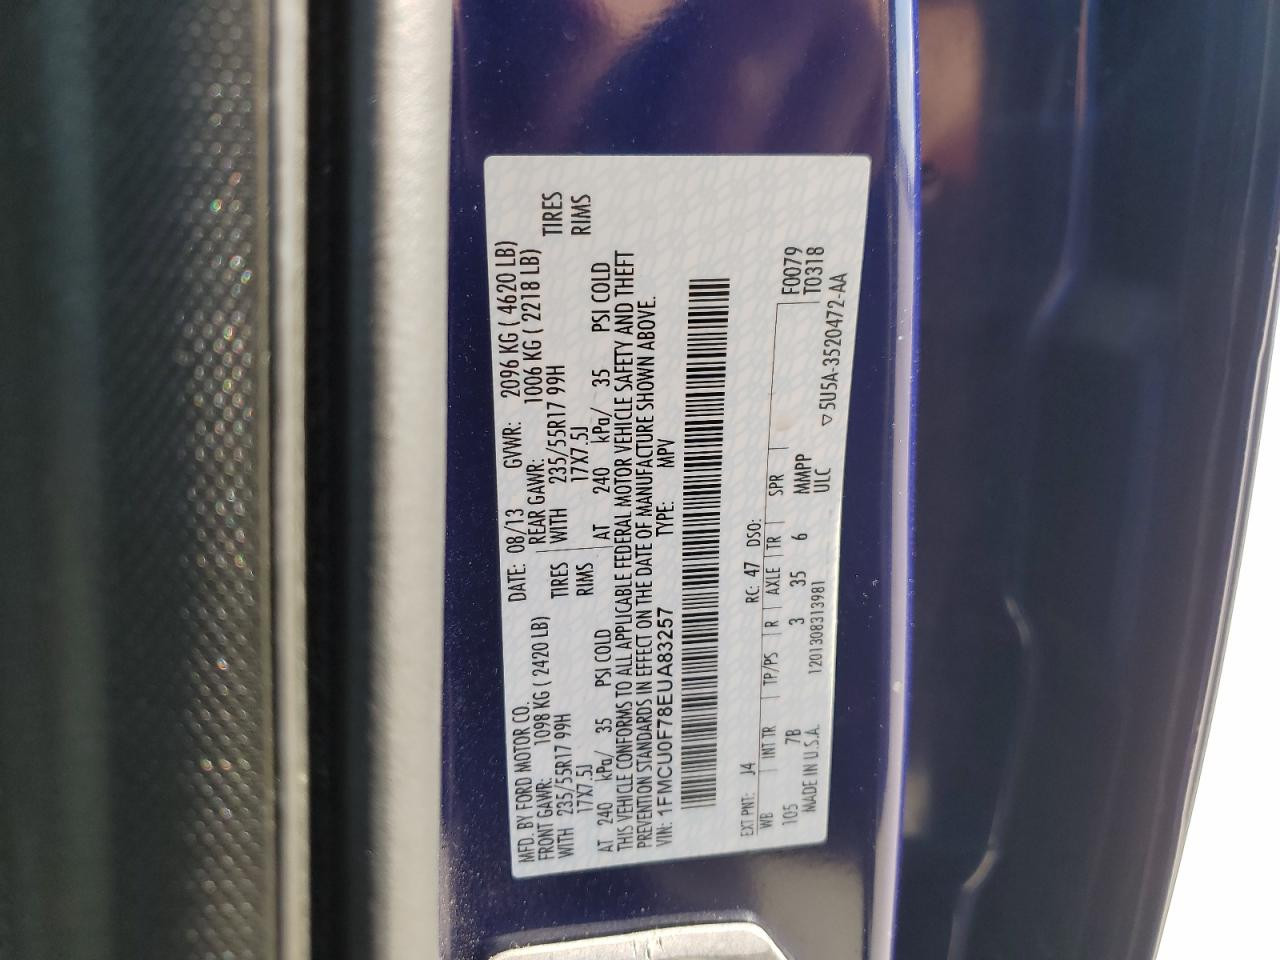 MFD. BY FORD MOTOR CO. DATE: 08/13 GVWR: 2096 KG ( 4620 LB)
FRONT GAWR: 1098 KG ( 2420 LB) REAR GAWR: 1006 KG ( 2218 LB)
WITH 235/55R17 99H TIRES WITH 235/55R17 99H TIRES
17X7.5J RIMS 17X7.5J RIMS
AT 240 kPa/ 35 PSI COLD AT 240 kPa/ 35 PSI COLD
THIS VEHICLE CONFORMS TO ALL APPLICABLE FEDERAL MOTOR VEHICLE SAFETY AND THEFT
PREVENTION STANDARDS IN EFFECT ON THE DATE OF MANUFACTURE SHOWN ABOVE.
VIN: 1FMCU0F78EUA83257 TYPE: MPV
EXT PNT: J4 RC: 47 DSO:
WB INT TR TP/PS R AXLE TR SPR F0079
105 7B 3 35 6 MMPP T0318
MADE IN U.S.A. 1201308313981 ULC ▽5U5A-3520472-AA